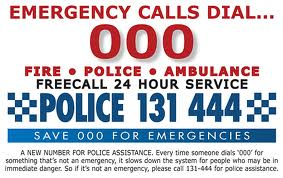 EMERGENCY CALLS DIAL...
000
FIRE • POLICE • AMBULANCE
FREECALL 24 HOUR SERVICE
POLICE 131 444
SAVE 000 FOR EMERGENCIES
A NEW NUMBER FOR POLICE ASSISTANCE. Every time someone dials '000' for
something that's not an emergency, it slows down the system for people who may be in
immediate danger. So if it's not an emergency, please call 131-444 for police assistance.